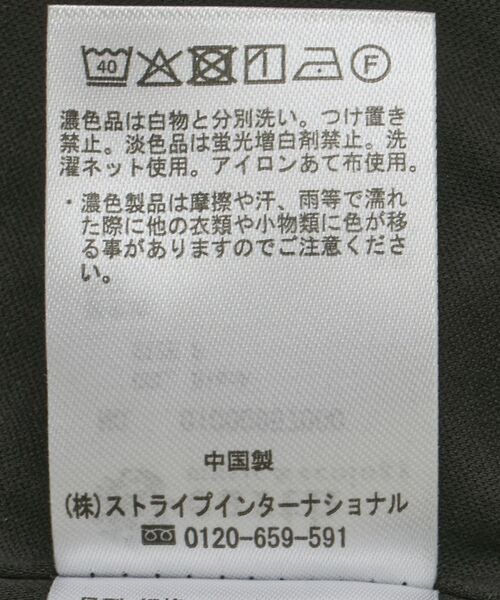 40 F
濃色品は白物と分別洗い。つけ置き
禁止。淡色品は蛍光増白剤禁止。洗
濯ネット使用。アイロンあて布使用。
・濃色製品は摩擦や汗、雨等で濡れ
た際に他の衣類や小物類に色が移
る事がありますのでご注意くださ
い。
中国製
(株)ストライプインターナショナル
0120-659-591